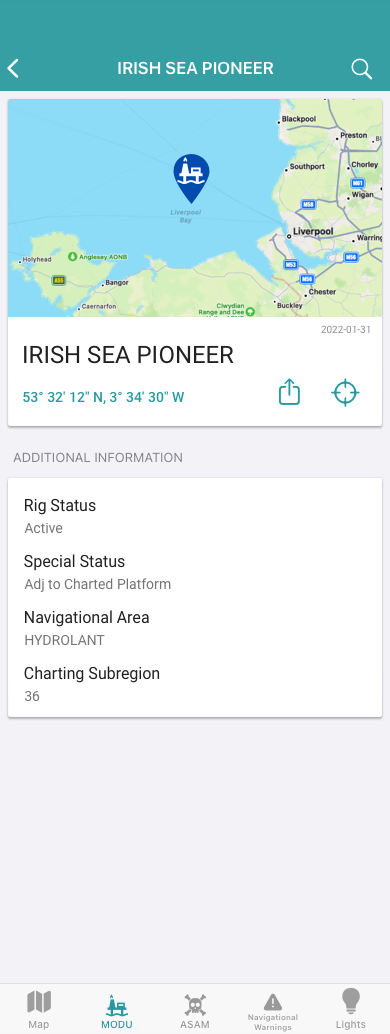 IRISH SEA PIONEER
Blackpool
Preston
Southport
Chorley
M61
Wigan
M58
Liverpool
Bay
Liverpool
Warring
Holyhead
Anglesey AONB
M53
M56
M56
A55
Bangor
Chester
Caernarfon
Clwydian
Range and Dee
Buckley
2022-01-31
IRISH SEA PIONEER
53° 32' 12" N, 3° 34' 30" W
ADDITIONAL INFORMATION
Rig Status
Active
Special Status
Adj to Charted Platform
Navigational Area
HYDROLANT
Charting Subregion
36
Map
MODU
ASAM
Navigational
Warnings
Lights